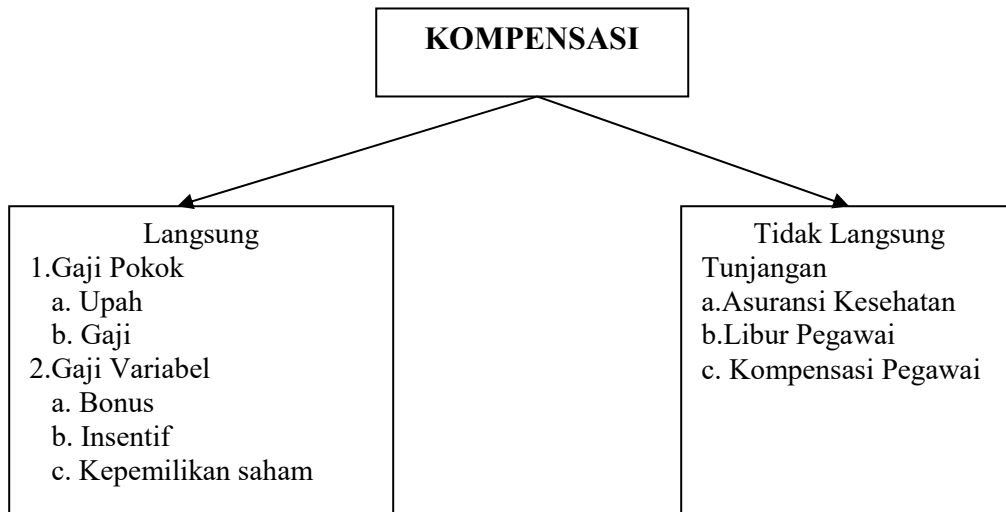 KOMPENSASI
Langsung
1.Gaji Pokok
a. Upah
b. Gaji
2.Gaji Variabel
a. Bonus
b. Insentif
c. Kepemilikan saham
Tidak Langsung
Tunjangan
a.Asuransi Kesehatan
b.Libur Pegawai
c. Kompensasi Pegawai